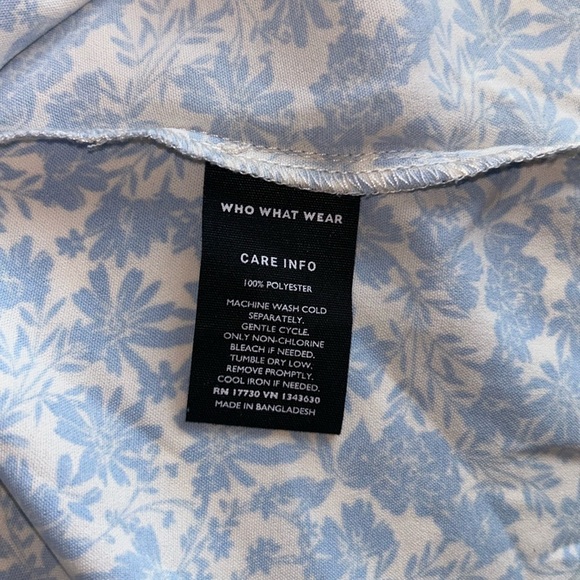 WHO WHAT WEAR
CARE INFO
100% POLYESTER
MACHINE WASH COLD
SEPARATELY.
GENTLE CYCLE.
ONLY NON-CHLORINE
BLEACH IF NEEDED.
TUMBLE DRY LOW.
REMOVE PROMPTLY.
COOL IRON IF NEEDED.
RN 17730 VN 1343630
MADE IN BANGLADESH